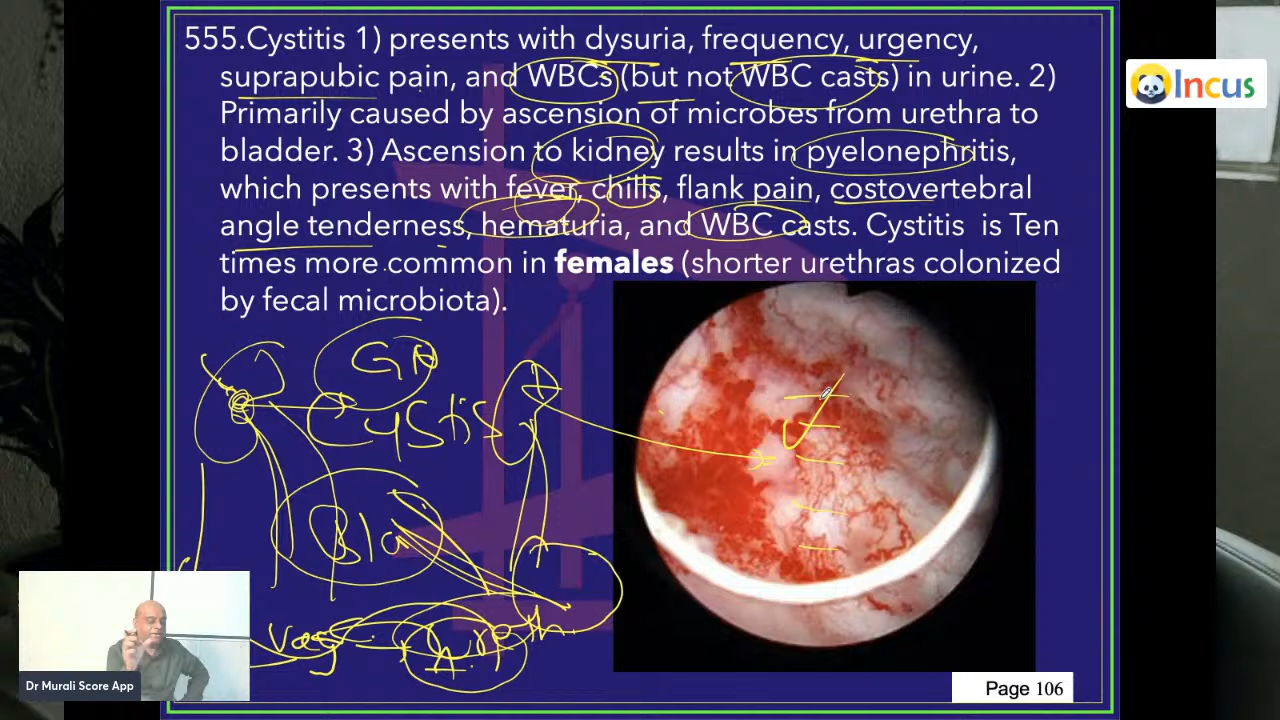 555.Cystitis 1) presents with dysuria, frequency, urgency,
suprapubic pain, and WBCs (but not WBC casts) in urine. 2)
Primarily caused by ascension of microbes from urethra to
bladder. 3) Ascension to kidney results in pyelonephritis,
which presents with fever, chills, flank pain, costovertebral
angle tenderness, hematuria, and WBC casts. Cystitis is Ten
times more common in females (shorter urethras colonized
by fecal microbiota).
Incus
Cystis
Bla
Dr Murali Score App
Page 106